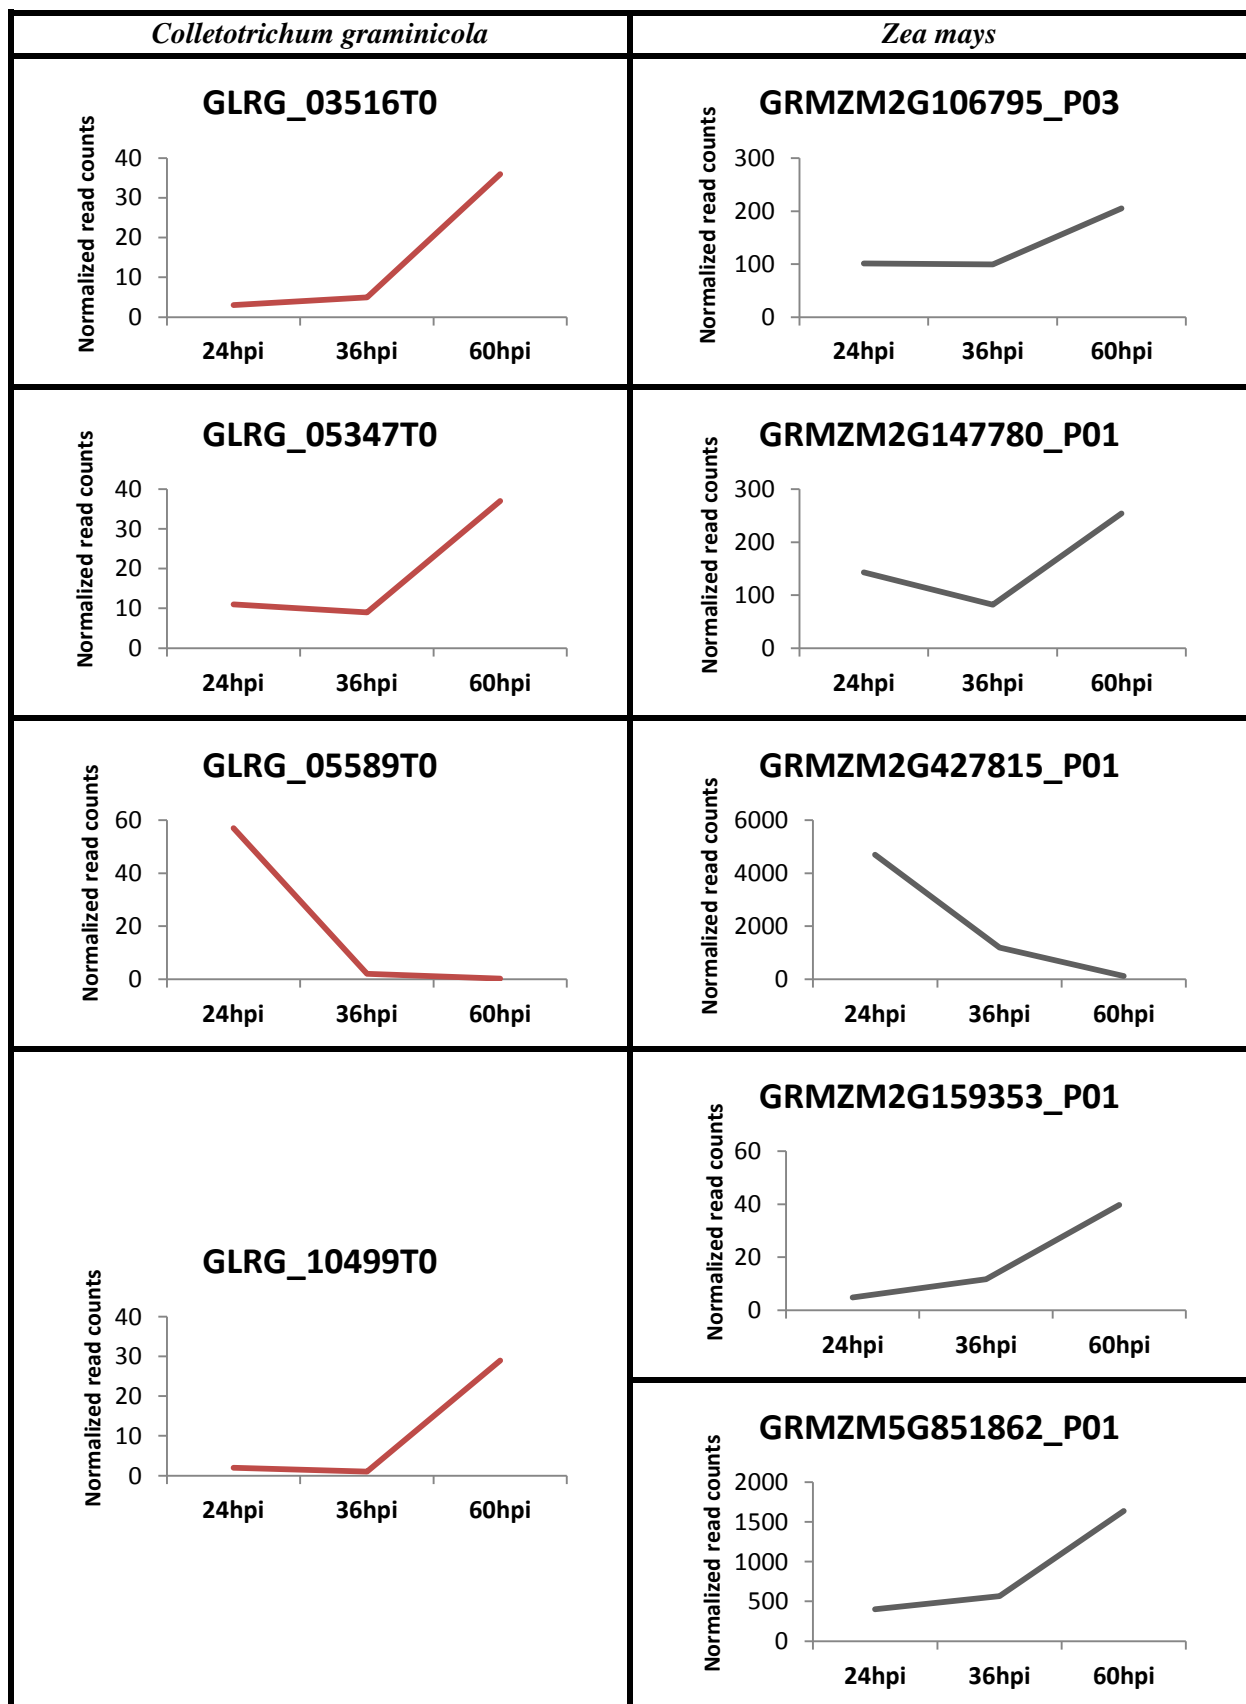 Colletotrichum graminicola
Zea mays
GLRG_03516T0
Normalized read counts
40
30
20
10
0
24hpi 36hpi 60hpi
GRMZM2G106795_P03
Normalized read counts
300
200
100
0
24hpi 36hpi 60hpi
GLRG_05347T0
Normalized read counts
40
30
20
10
0
24hpi 36hpi 60hpi
GRMZM2G147780_P01
Normalized read counts
300
200
100
0
24hpi 36hpi 60hpi
GLRG_05589T0
Normalized read counts
60
40
20
0
24hpi 36hpi 60hpi
GRMZM2G427815_P01
Normalized read counts
6000
4000
2000
0
24hpi 36hpi 60hpi
GLRG_10499T0
Normalized read counts
40
30
20
10
0
24hpi 36hpi 60hpi
GRMZM2G159353_P01
Normalized read counts
60
40
20
0
24hpi 36hpi 60hpi
GRMZM5G851862_P01
Normalized read counts
2000
1500
1000
500
0
24hpi 36hpi 60hpi